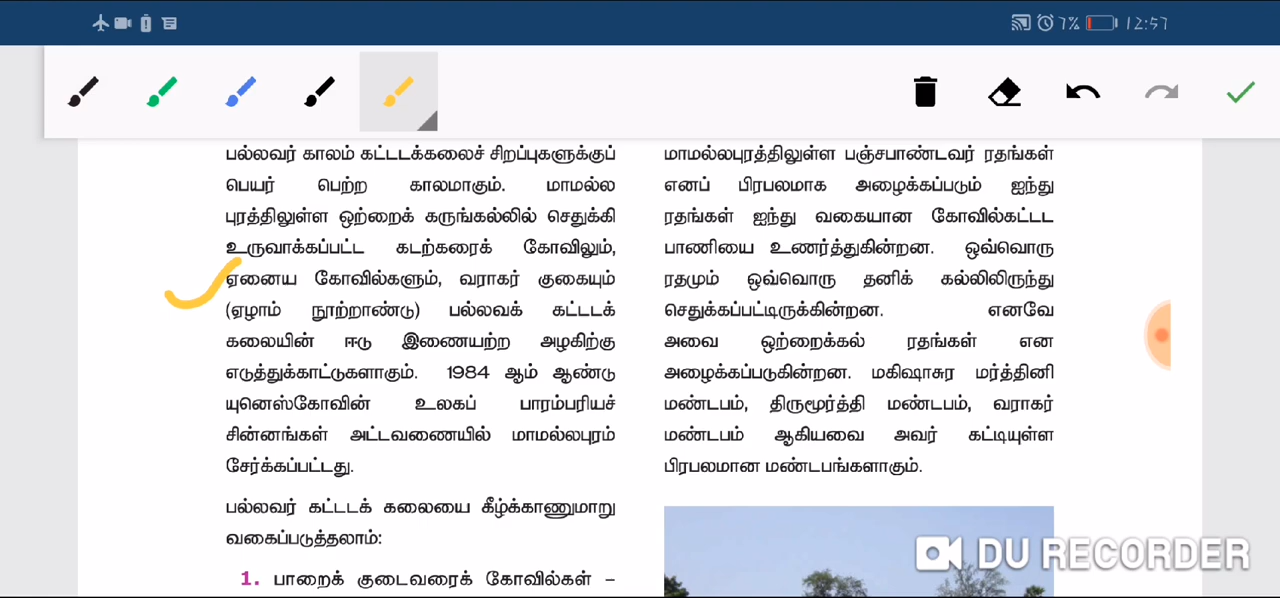 7% 12:57
பல்லவர் காலம் கட்டடக்கலைச் சிறப்புகளுக்குப்
பெயர் பெற்ற காலமாகும். மாமல்ல
புரத்திலுள்ள ஒற்றைக் கருங்கல்லில் செதுக்கி
உருவாக்கப்பட்ட கடற்கரைக் கோவிலும்,
ஏனைய கோவில்களும், வராகர் குகையும்
(ஏழாம் நூற்றாண்டு) பல்லவக் கட்டடக்
கலையின் ஈடு இணையற்ற அழகிற்கு
எடுத்துக்காட்டுகளாகும். 1984 ஆம் ஆண்டு
யுனெஸ்கோவின் உலகப் பாரம்பரியச்
சின்னங்கள் அட்டவணையில் மாமல்லபுரம்
சேர்க்கப்பட்டது.
பல்லவர் கட்டடக் கலையை கீழ்க்காணுமாறு
வகைப்படுத்தலாம்:
1. பாறைக் குடைவரைக் கோவில்கள் –
மாமல்லபுரத்திலுள்ள பஞ்சபாண்டவர் ரதங்கள்
எனப் பிரபலமாக அழைக்கப்படும் ஐந்து
ரதங்கள் ஐந்து வகையான கோவில்கட்டட
பாணியை உணர்த்துகின்றன. ஒவ்வொரு
ரதமும் ஒவ்வொரு தனிக் கல்லிலிருந்து
செதுக்கப்பட்டிருக்கின்றன. எனவே
அவை ஒற்றைக்கல் ரதங்கள் என
அழைக்கப்படுகின்றன. மகிஷாசுர மர்த்தினி
மண்டபம், திருமூர்த்தி மண்டபம், வராகர்
மண்டபம் ஆகியவை அவர் கட்டியுள்ள
பிரபலமான மண்டபங்களாகும்.
DU RECORDER